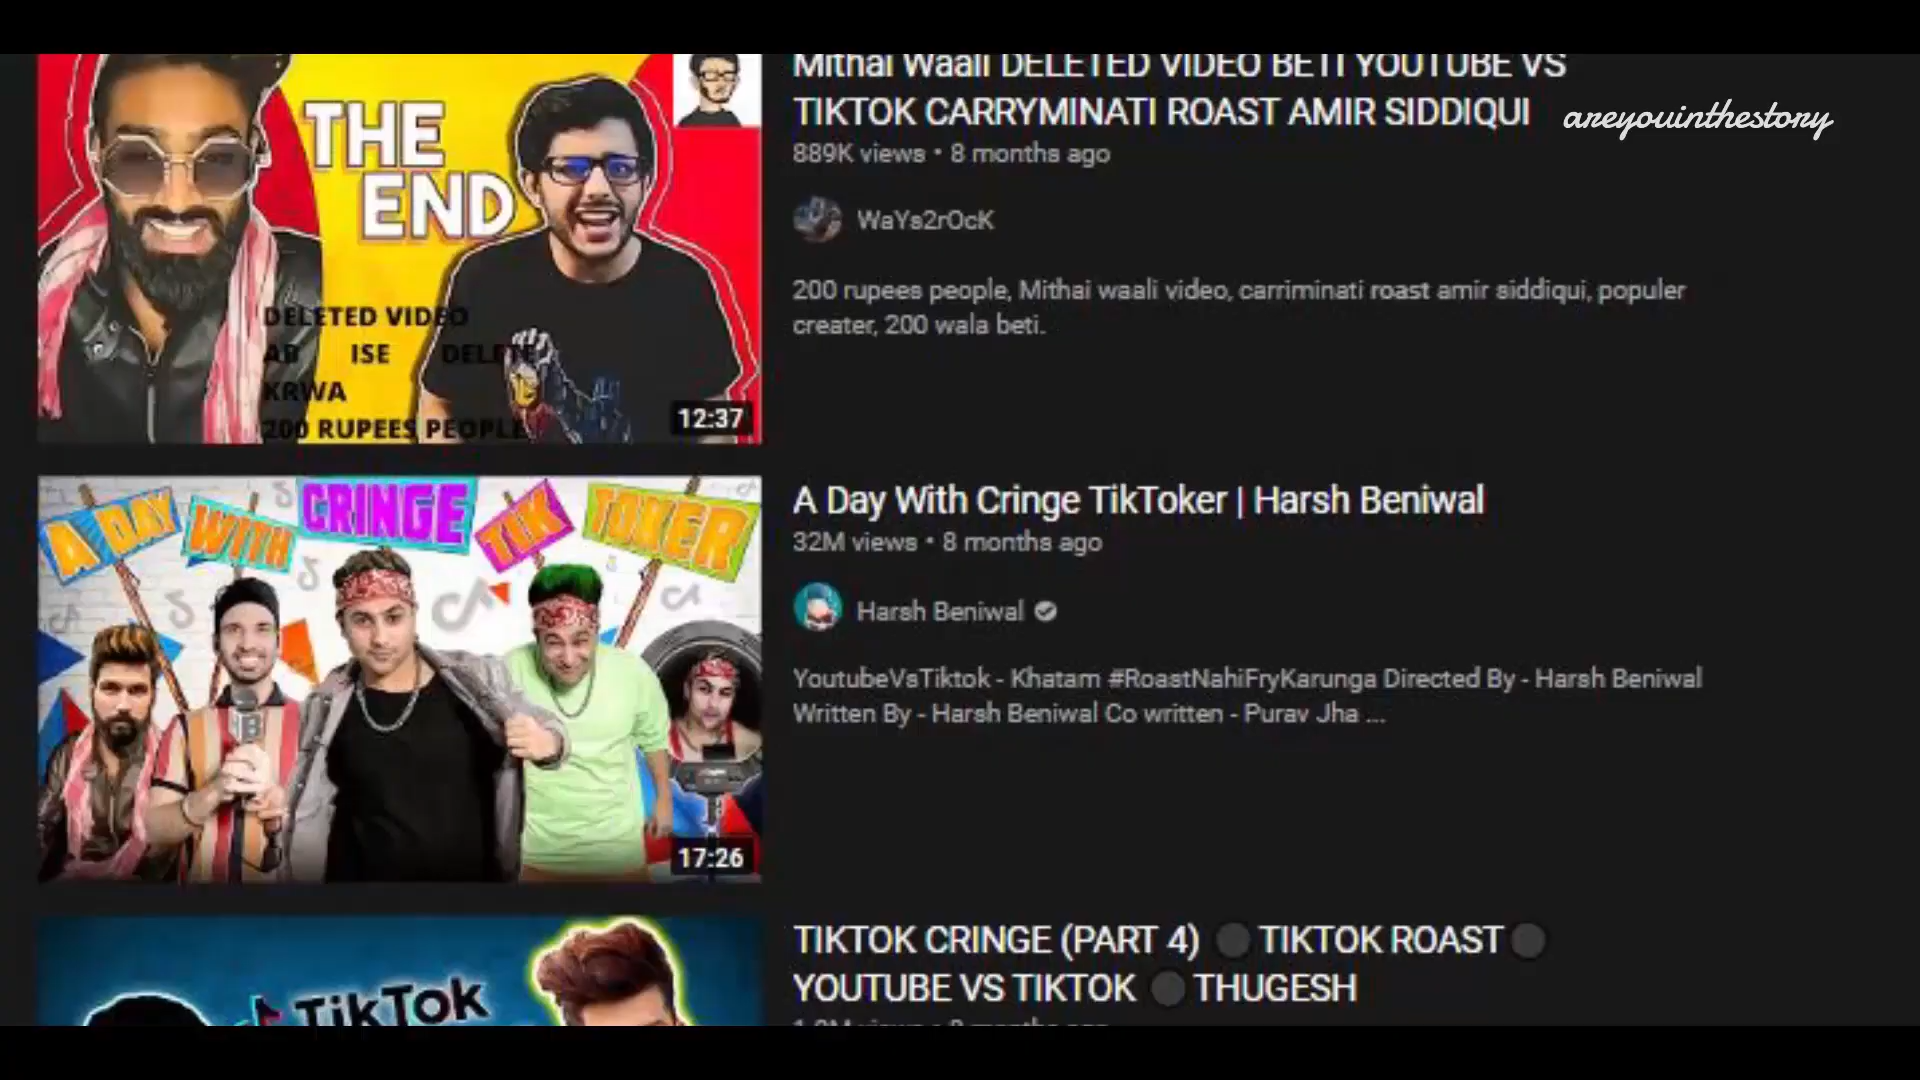 Mithai Waali DELETED VIDEO BETI YOUTUBE VS
TIKTOK CARRYMINATI ROAST AMIR SIDDIQUI
areyouinthestory
889K views • 8 months ago
WaYs2rOcK
200 rupees people, Mithai waali video, carriminati roast amir siddiqui, populer
creater, 200 wala beti.
THE
END
DELETED VIDEO
AB ISE DELETE
KRWA
200 RUPEES PEOPLE
12:37
A DAY WITH CRINGE TIK TOKER
17:26
A Day With Cringe TikToker | Harsh Beniwal
32M views • 8 months ago
Harsh Beniwal
YoutubeVsTiktok - Khatam #RoastNahiFryKarunga Directed By - Harsh Beniwal
Written By - Harsh Beniwal Co written - Purav Jha ...
TikTok
TIKTOK CRINGE (PART 4) TIKTOK ROAST
YOUTUBE VS TIKTOK THUGESH